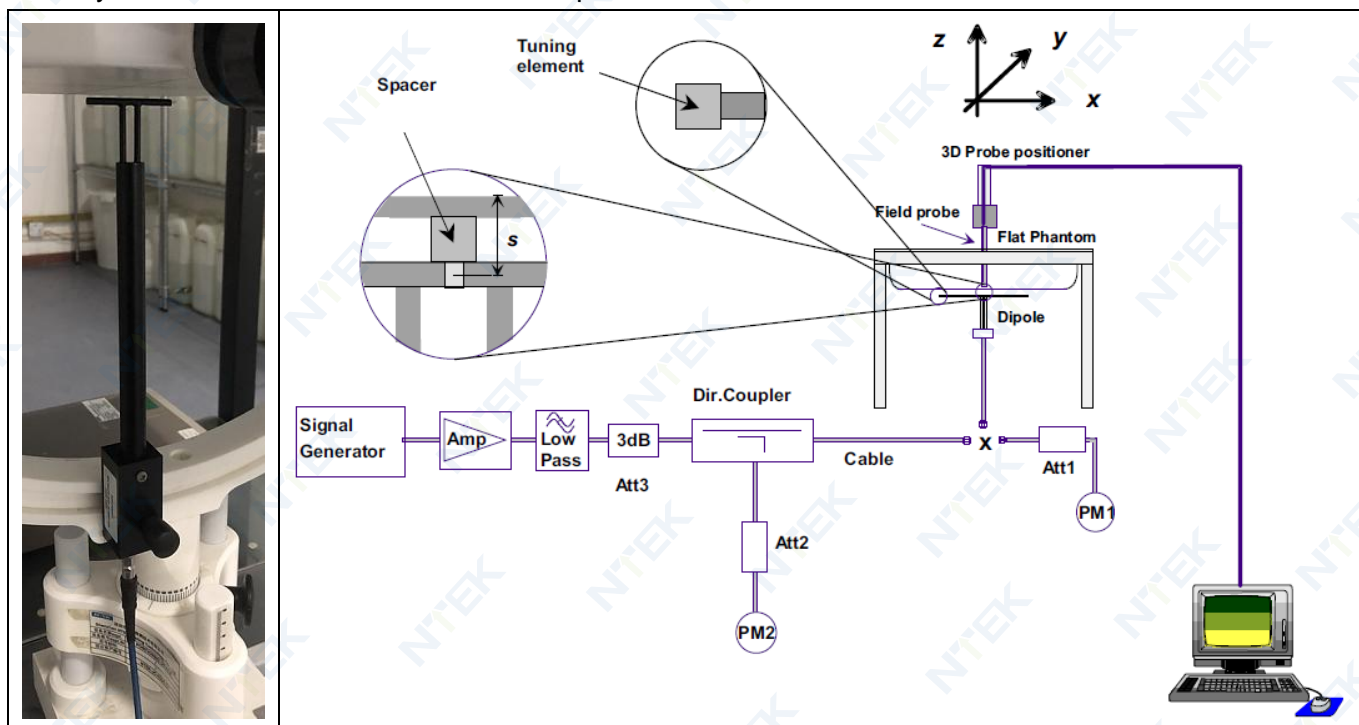 Tuning
element
Spacer
s
z
y
x
3D Probe positioner
Field probe
Flat Phantom
Dipole
Dir.Coupler
Signal
Generator
Amp
Low
Pass
3dB
Att3
Cable
x
Att1
PM1
Att2
PM2
NTEK